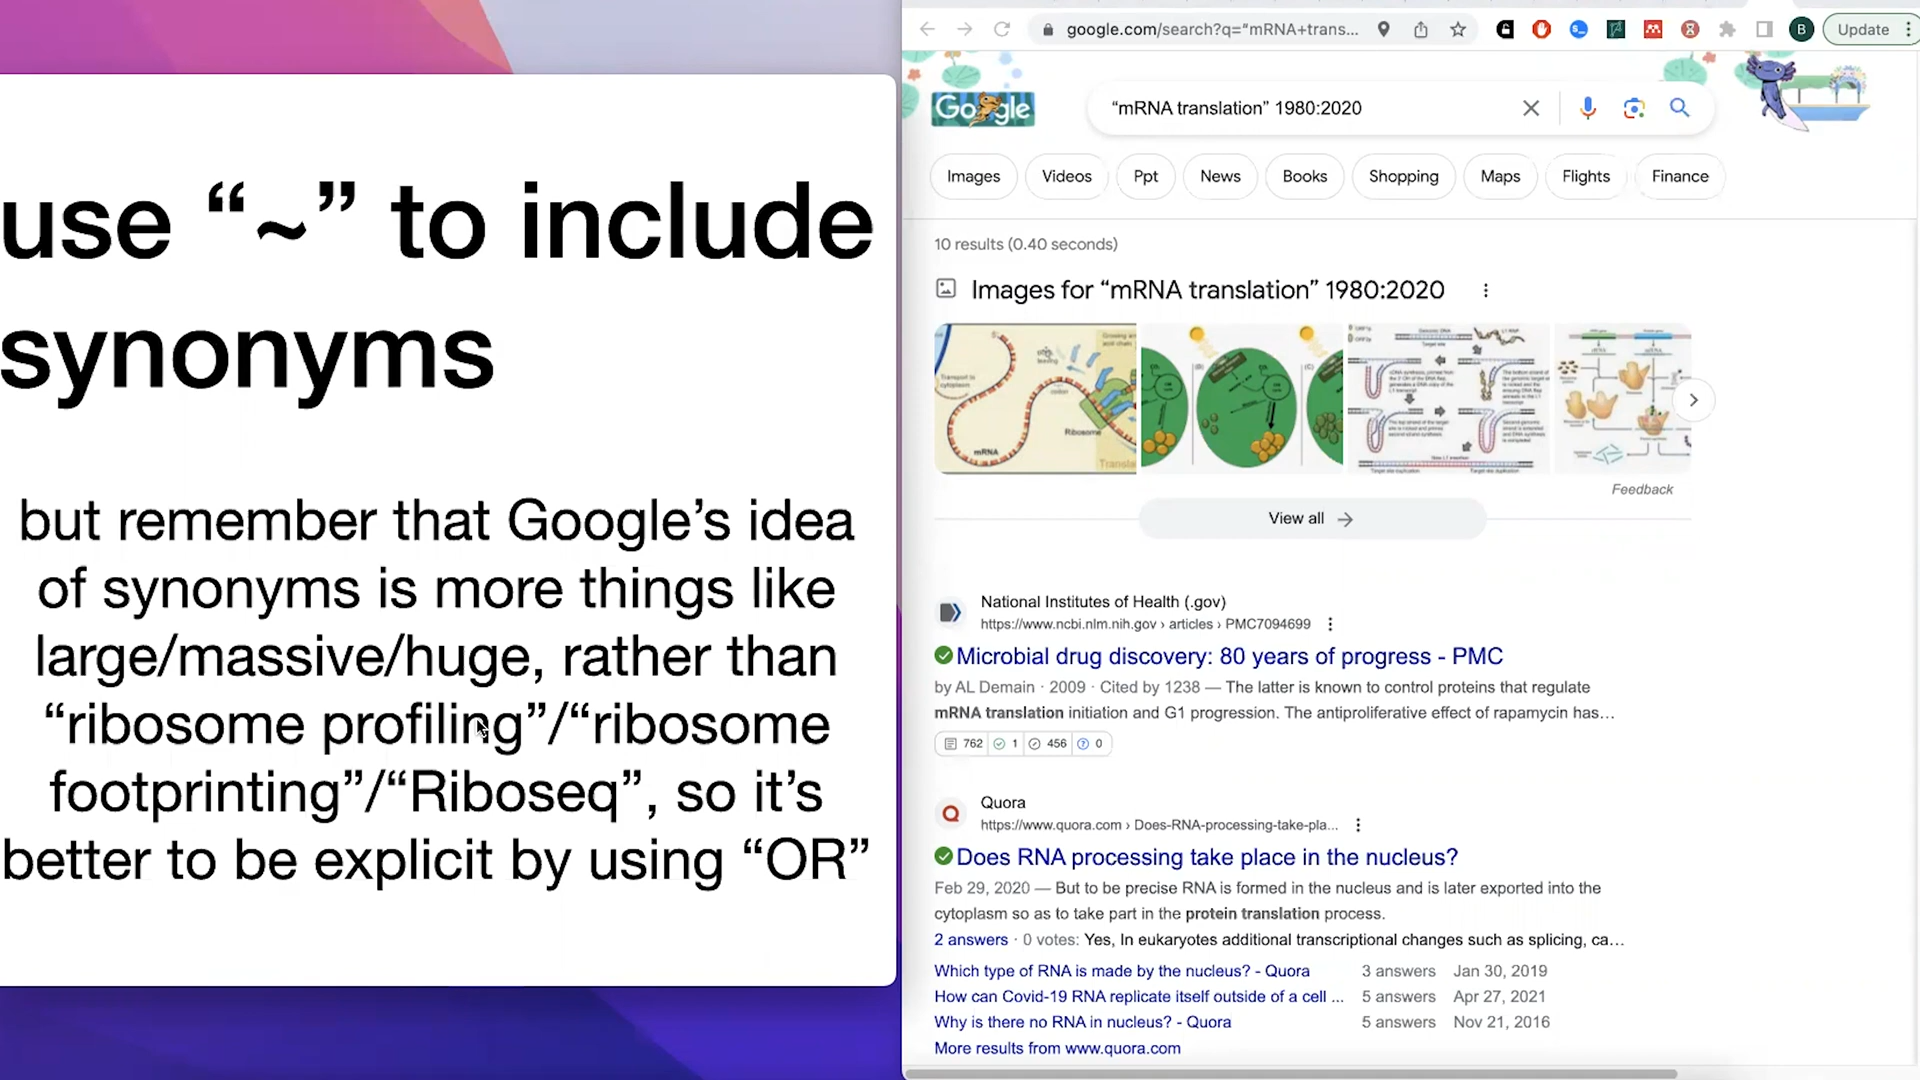 use “~” to include
synonyms
but remember that Google’s idea
of synonyms is more things like
large/massive/huge, rather than
“ribosome profiling”/“ribosome
footprinting”/“Riboseq”, so it’s
better to be explicit by using “OR”
google.com/search?q=“mRNA+trans...
B
Update
Google
“mRNA translation” 1980:2020
Images
Videos
Ppt
News
Books
Shopping
Maps
Flights
Finance
10 results (0.40 seconds)
Images for “mRNA translation” 1980:2020
Transport to
cytoplasm
mRNA
Ribosome
Feedback
View all
National Institutes of Health (.gov)
https://www.ncbi.nlm.nih.gov › articles › PMC7094699
Microbial drug discovery: 80 years of progress - PMC
by AL Demain · 2009 · Cited by 1238 — The latter is known to control proteins that regulate
mRNA translation initiation and G1 progression. The antiproliferative effect of rapamycin has...
762 1 456 0
Quora
https://www.quora.com › Does-RNA-processing-take-pla...
Does RNA processing take place in the nucleus?
Feb 29, 2020 — But to be precise RNA is formed in the nucleus and is later exported into the
cytoplasm so as to take part in the protein translation process.
2 answers · 0 votes: Yes, In eukaryotes additional transcriptional changes such as splicing, ca...
Which type of RNA is made by the nucleus? - Quora 3 answers Jan 30, 2019
How can Covid-19 RNA replicate itself outside of a cell ... 5 answers Apr 27, 2021
Why is there no RNA in nucleus? - Quora 5 answers Nov 21, 2016
More results from www.quora.com